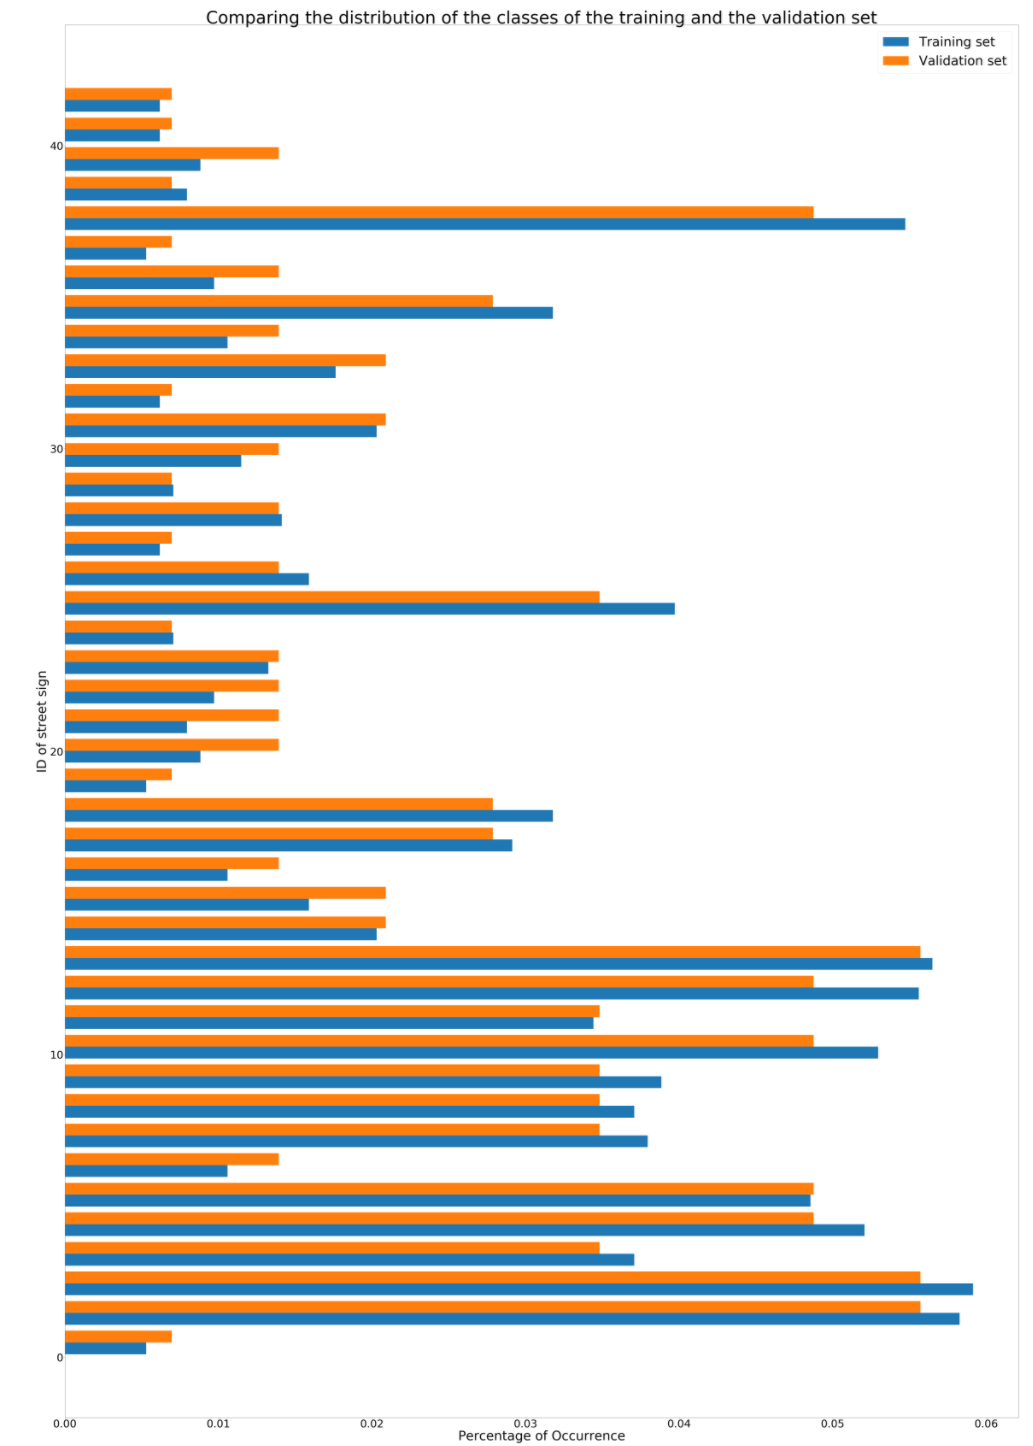 Comparing the distribution of the classes of the training and the validation set
Training set
Validation set
40
30
20
10
0
ID of street sign
0.00 0.01 0.02 0.03 0.04 0.05 0.06
Percentage of Occurrence